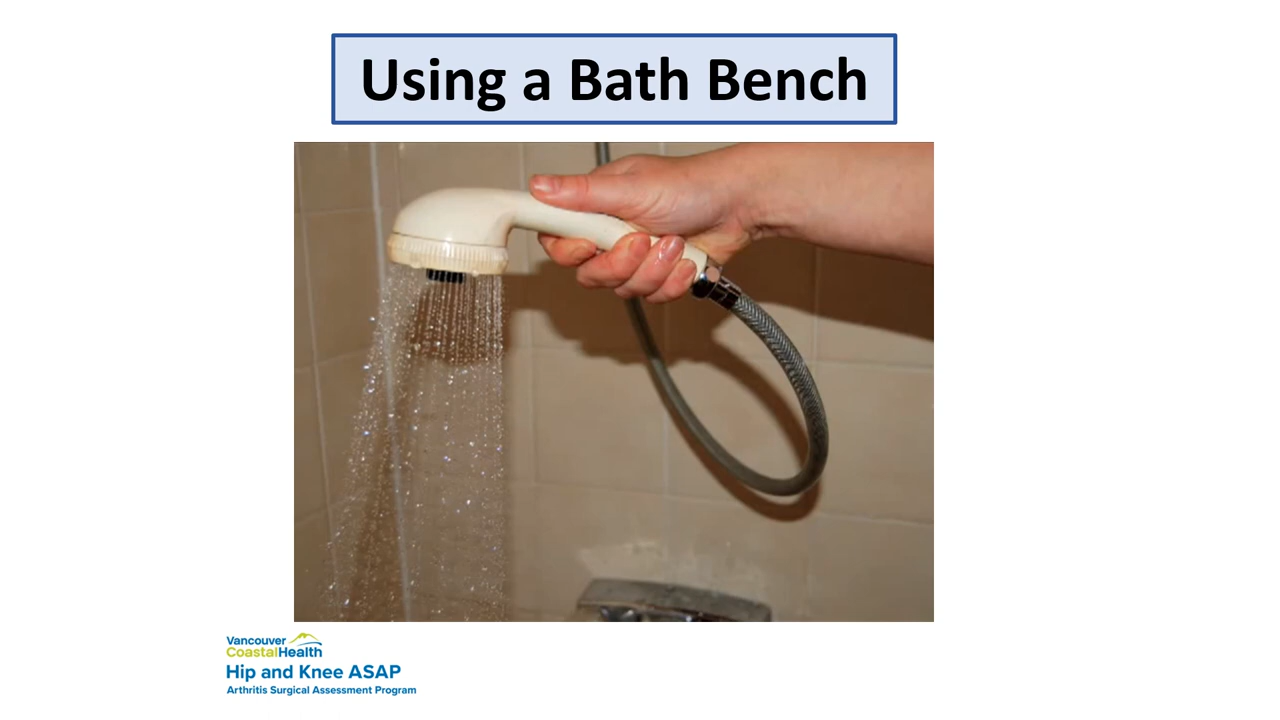 Using a Bath Bench
Vancouver
CoastalHealth
Hip and Knee ASAP
Arthritis Surgical Assessment Program